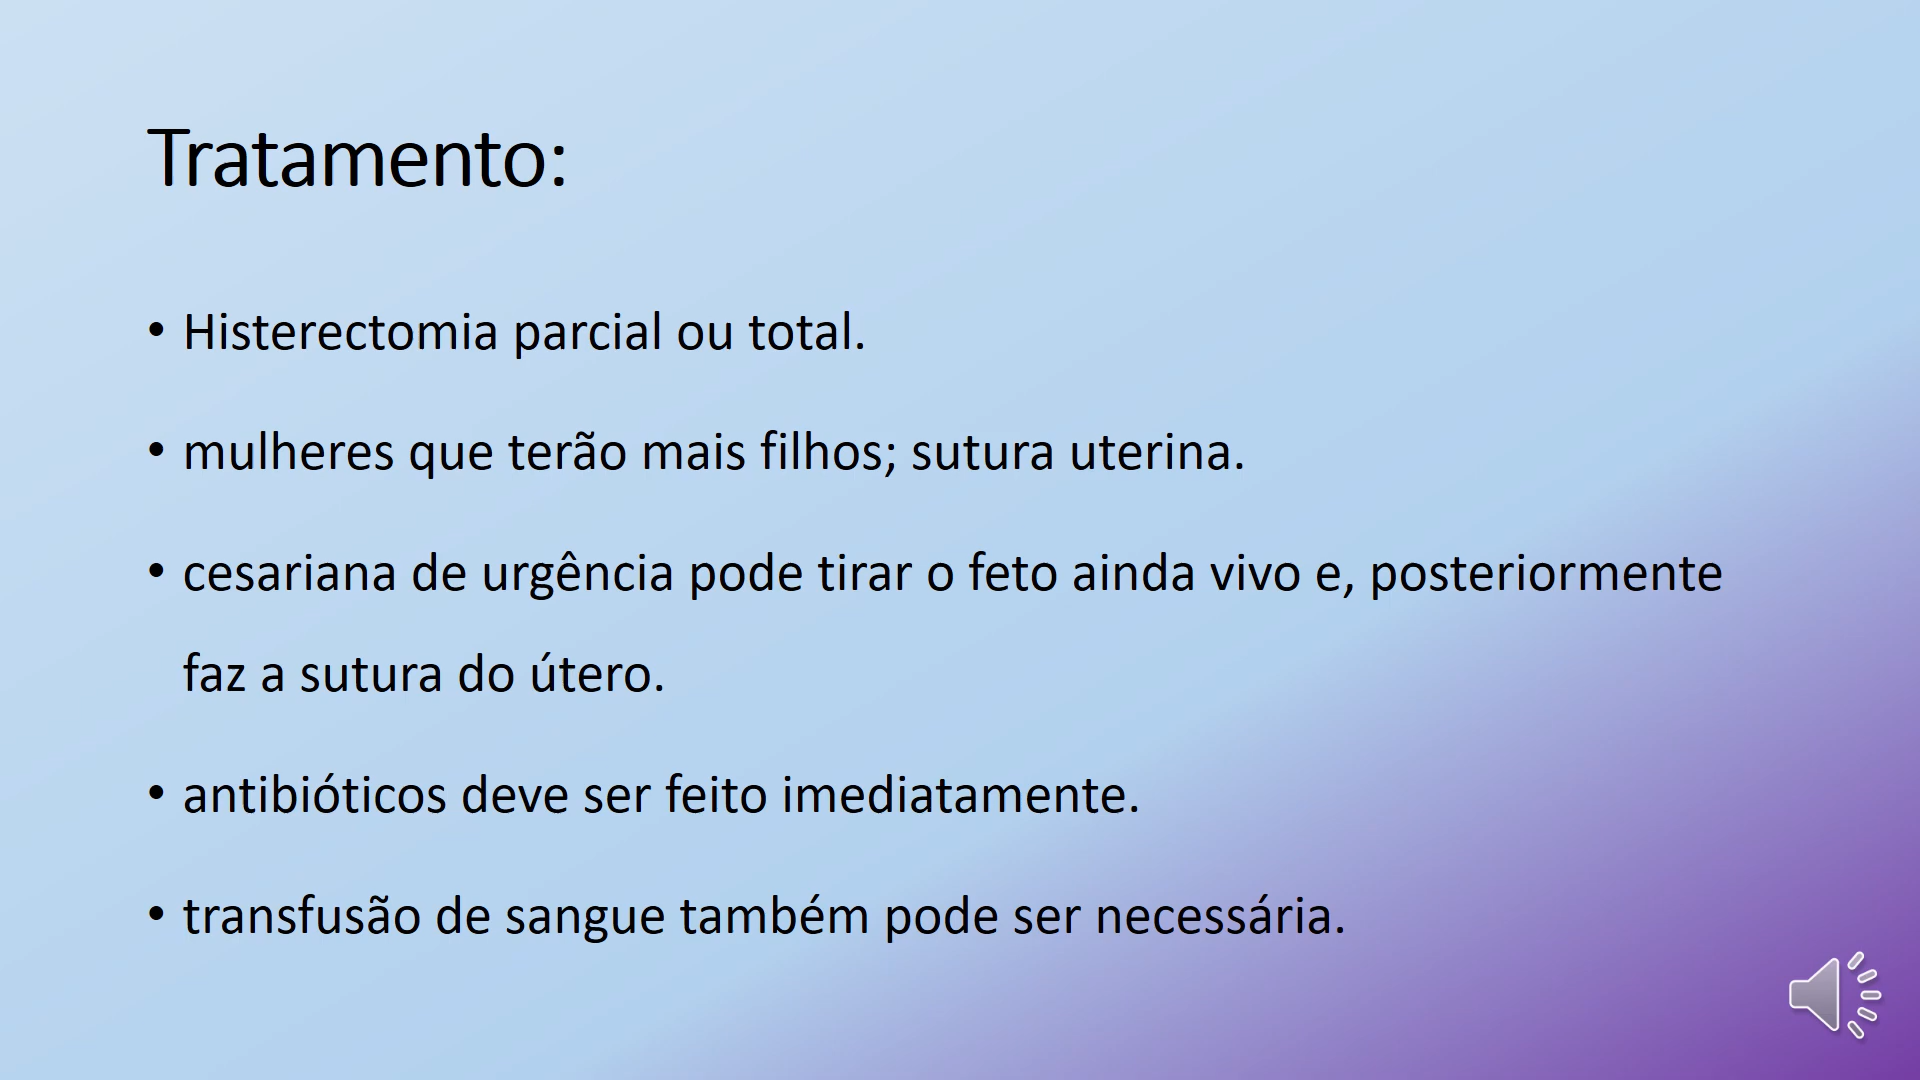 Tratamento:
• Histerectomia parcial ou total.
• mulheres que terão mais filhos; sutura uterina.
• cesariana de urgência pode tirar o feto ainda vivo e, posteriormente
faz a sutura do útero.
• antibióticos deve ser feito imediatamente.
• transfusão de sangue também pode ser necessária.